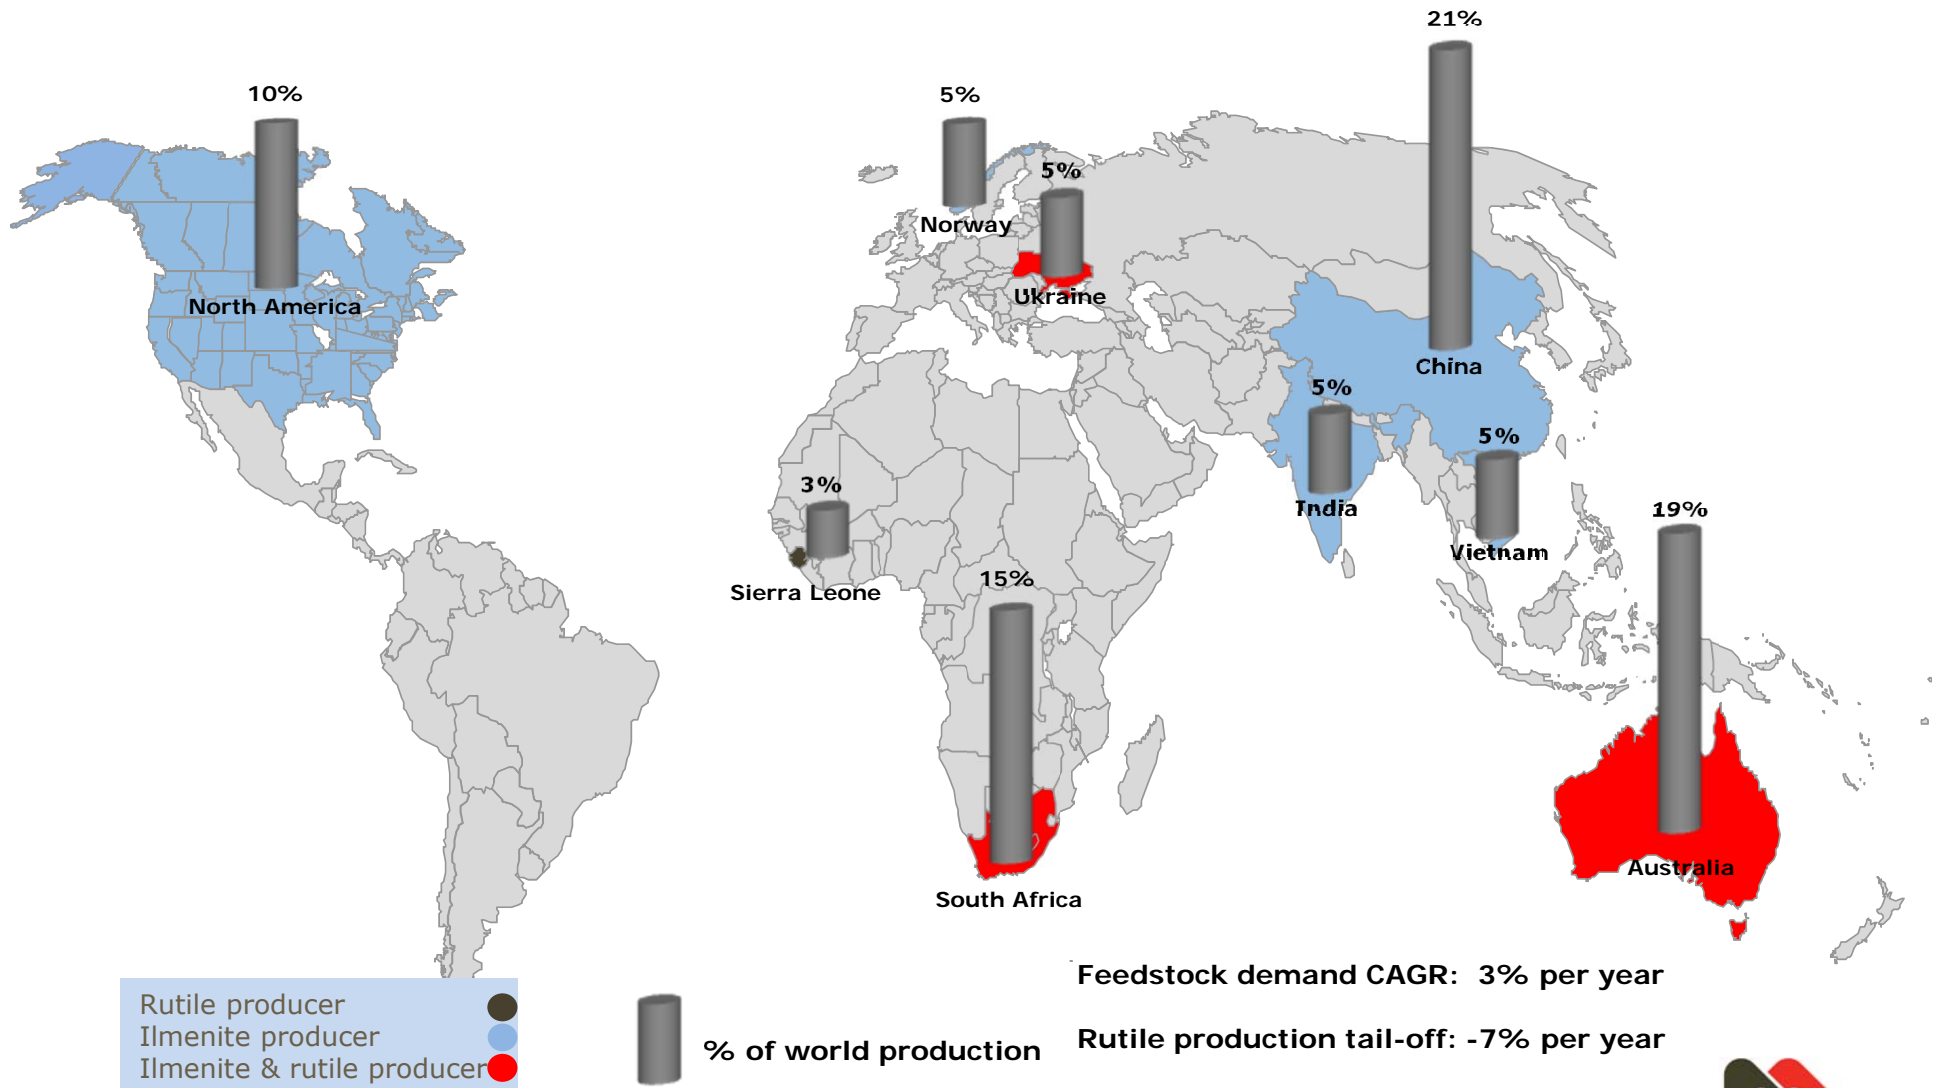 21%
10%
5%
5%
Norway
Ukraine
North America
China
5%
5%
3%
India
19%
Vietnam
15%
Sierra Leone
Australia
South Africa
Feedstock demand CAGR: 3% per year
Rutile production tail-off: -7% per year
Rutile producer
Ilmenite producer
Ilmenite & rutile producer
% of world production